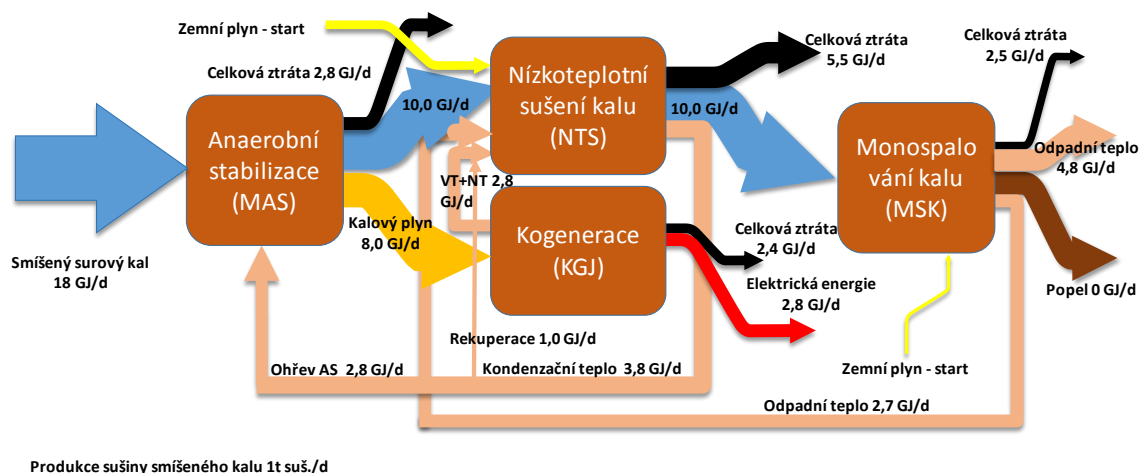 Zemní plyn - start
Celková ztráta 2,8 GJ/d
10,0 GJ/d
Anaerobní
stabilizace
(MAS)
Smíšený surový kal
18 GJ/d
Kalový plyn
8,0 GJ/d
Nízkoteplotní
sušení kalu
(NTS)
VT+NT 2,8
GJ/d
Kogenerace
(KGJ)
Celková ztráta
5,5 GJ/d
10,0 GJ/d
Celková ztráta
2,4 GJ/d
Elektrická energie
2,8 GJ/d
Celková ztráta
2,5 GJ/d
Monospalo
vání kalu
(MSK)
Odpadní teplo
4,8 GJ/d
Popel 0 GJ/d
Zemní plyn - start
Rekuperace 1,0 GJ/d
Ohřev AS 2,8 GJ/d
Kondenzační teplo 3,8 GJ/d
Odpadní teplo 2,7 GJ/d
Produkce sušiny smíšeného kalu 1t suš./d